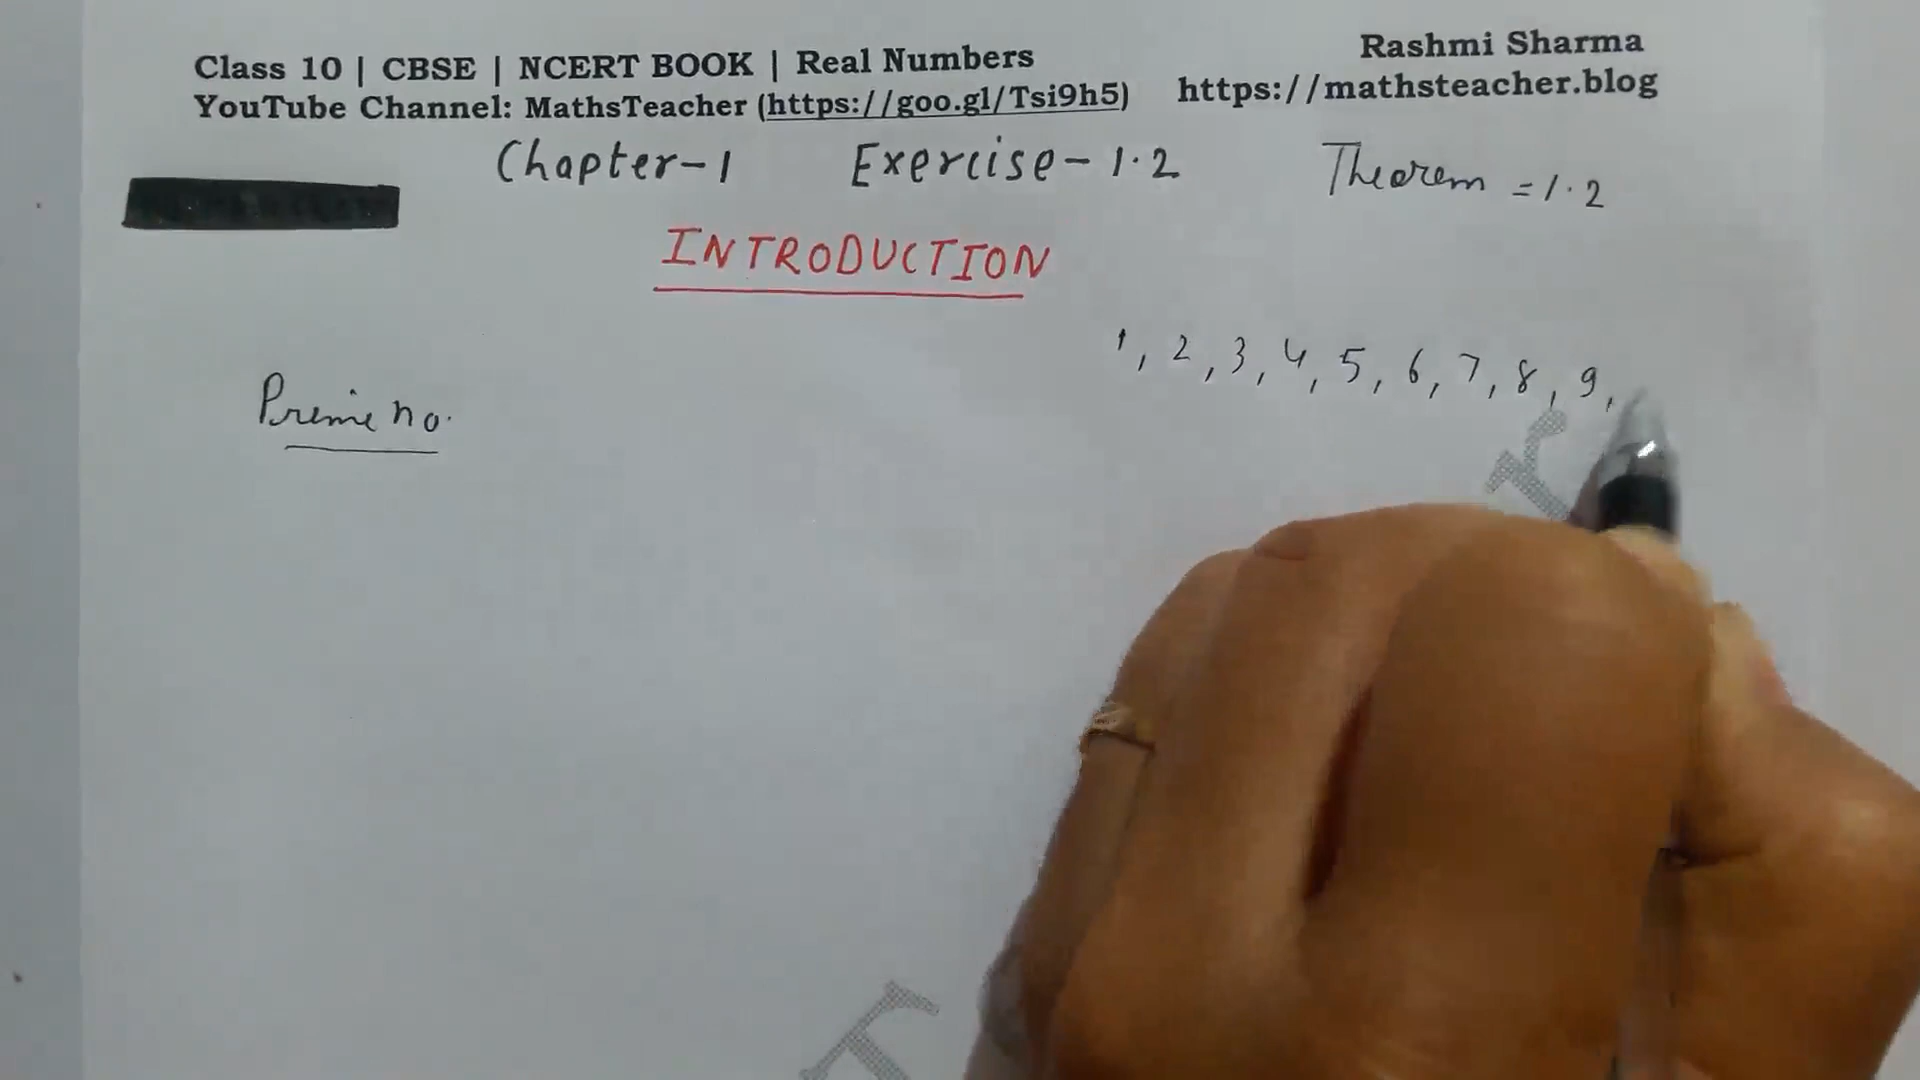 Class 10 | CBSE | NCERT BOOK | Real Numbers
Rashmi Sharma
YouTube Channel: MathsTeacher (https://goo.gl/Tsi9h5)
https://mathsteacher.blog
Chapter-1 Exercise-1.2 Theorem = 1.2
INTRODUCTION
1, 2, 3, 4, 5, 6, 7, 8, 9,
Prime no.